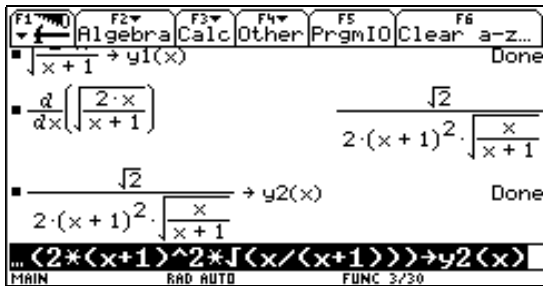 F1 F2 F3 F4 F5 F6
Algebra Calc Other PrgmIO Clear a-z…
√( /(x + 1)) → y1(x) Done
d/dx(√(2·x/(x + 1))) √2/(2·(x + 1)²·√(x/(x + 1)))
√2/(2·(x + 1)²·√(x/(x + 1))) → y2(x) Done
…(2*(x+1)^2*√(x/(x+1)))→y2(x)
MAIN RAD AUTO FUNC 3/30